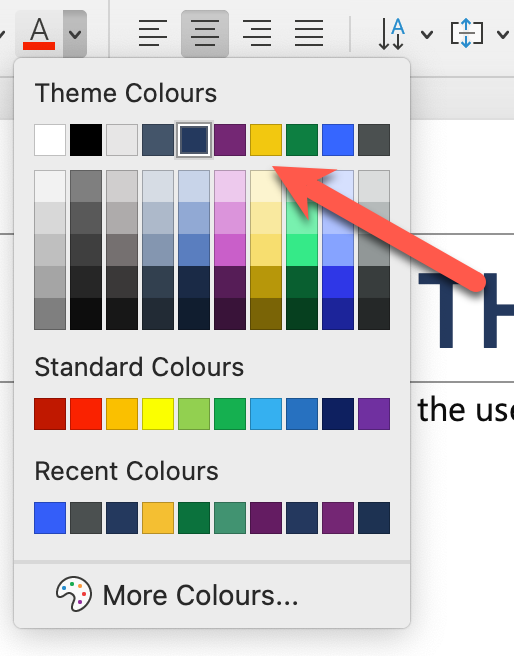 A
A
Theme Colours
TH
Standard Colours
the use
Recent Colours
More Colours...